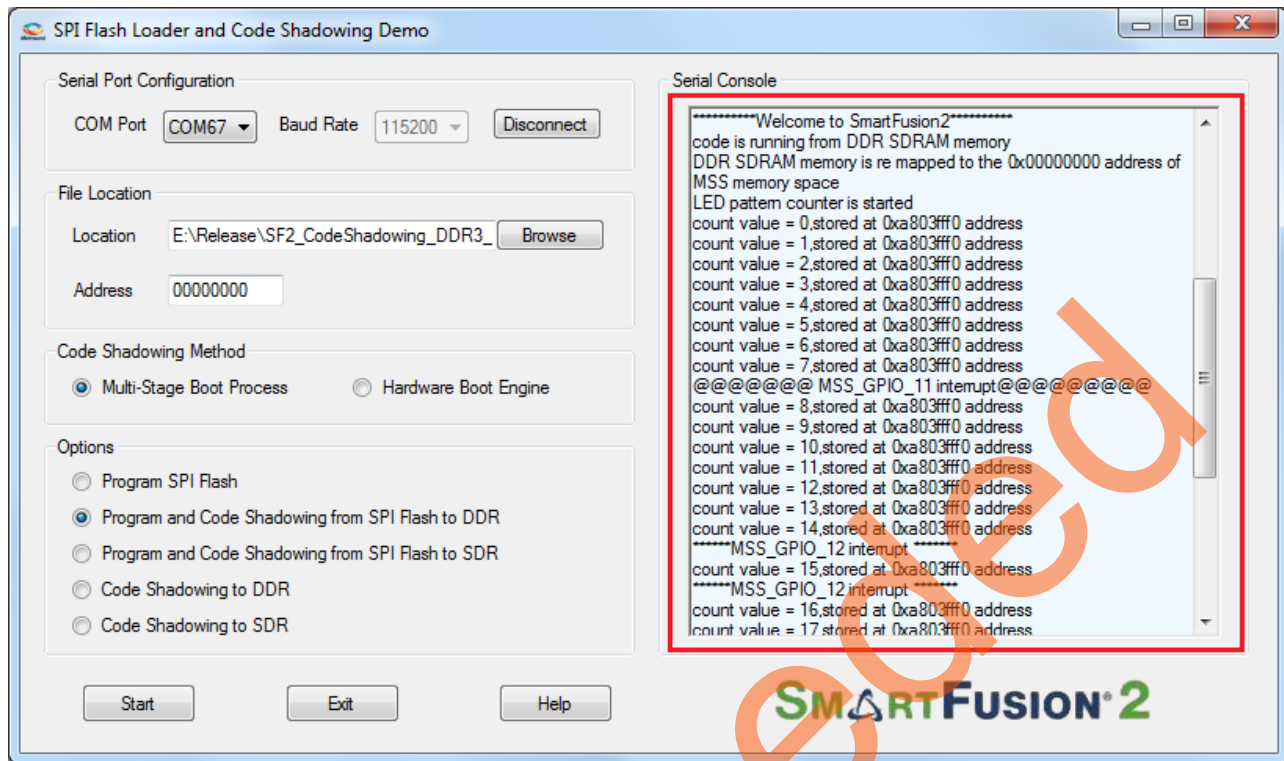 SPI Flash Loader and Code Shadowing Demo
Serial Port Configuration
COM Port COM67 Baud Rate 115200 Disconnect
File Location
Location E:\Release\SF2_CodeShadowing_DDR3_ Browse
Address 00000000
Code Shadowing Method
Multi-Stage Boot Process Hardware Boot Engine
Options
Program SPI Flash
Program and Code Shadowing from SPI Flash to DDR
Program and Code Shadowing from SPI Flash to SDR
Code Shadowing to DDR
Code Shadowing to SDR
Start Exit Help
Serial Console
**********Welcome to SmartFusion2**********
code is running from DDR SDRAM memory
DDR SDRAM memory is re mapped to the 0x00000000 address of
MSS memory space
LED pattern counter is started
count value = 0,stored at 0xa803fff0 address
count value = 1,stored at 0xa803fff0 address
count value = 2,stored at 0xa803fff0 address
count value = 3,stored at 0xa803fff0 address
count value = 4,stored at 0xa803fff0 address
count value = 5,stored at 0xa803fff0 address
count value = 6,stored at 0xa803fff0 address
count value = 7,stored at 0xa803fff0 address
@@@@@@@ MSS_GPIO_11 interrupt@@@@@@@@@
count value = 8,stored at 0xa803fff0 address
count value = 9,stored at 0xa803fff0 address
count value = 10,stored at 0xa803fff0 address
count value = 11,stored at 0xa803fff0 address
count value = 12,stored at 0xa803fff0 address
count value = 13,stored at 0xa803fff0 address
count value = 14,stored at 0xa803fff0 address
******MSS_GPIO_12 interrupt *******
count value = 15,stored at 0xa803fff0 address
******MSS_GPIO_12 interrupt *******
count value = 16,stored at 0xa803fff0 address
count value = 17,stored at 0xa803fff0 address
SMARTFUSION® 2
eded